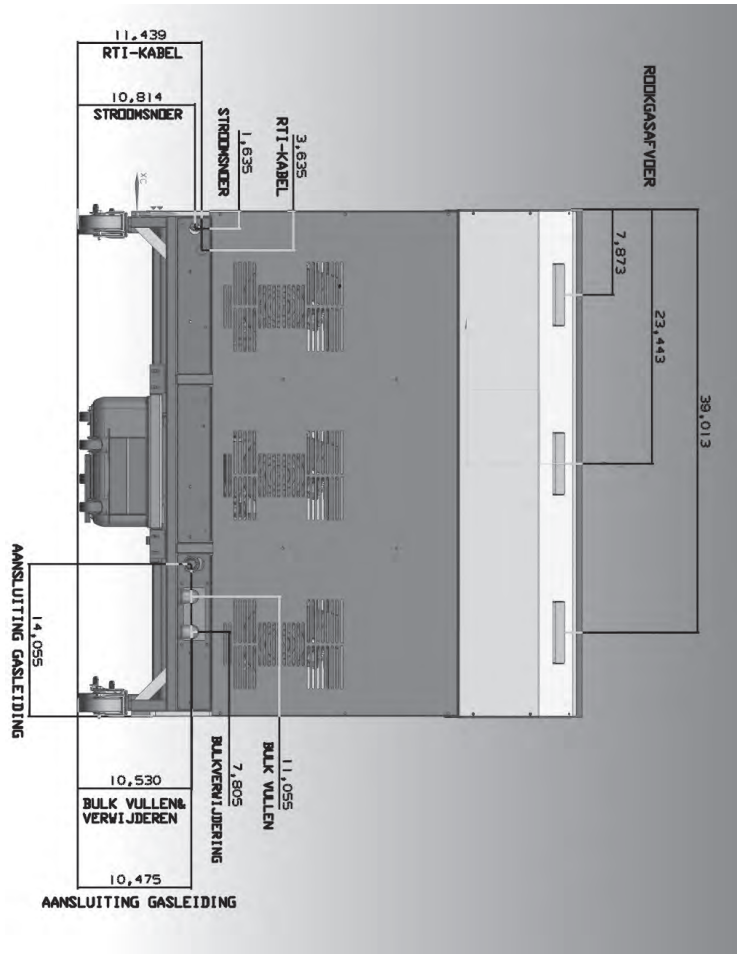 11,439
RTI-KABEL
10,814
STROOMSNOER
1,635
STROOMSNOER
3,635
RTI-KABEL
ROOKGASAFVOER
7,873
23,443
39,013
XC
14,055
AANSLUITING GASLEIDING
11,055
BULK VULLEN
7,805
BULKVERWIJDERING
10,530
BULK VULLEN&
VERWIJDEREN
10,475
AANSLUITING GASLEIDING